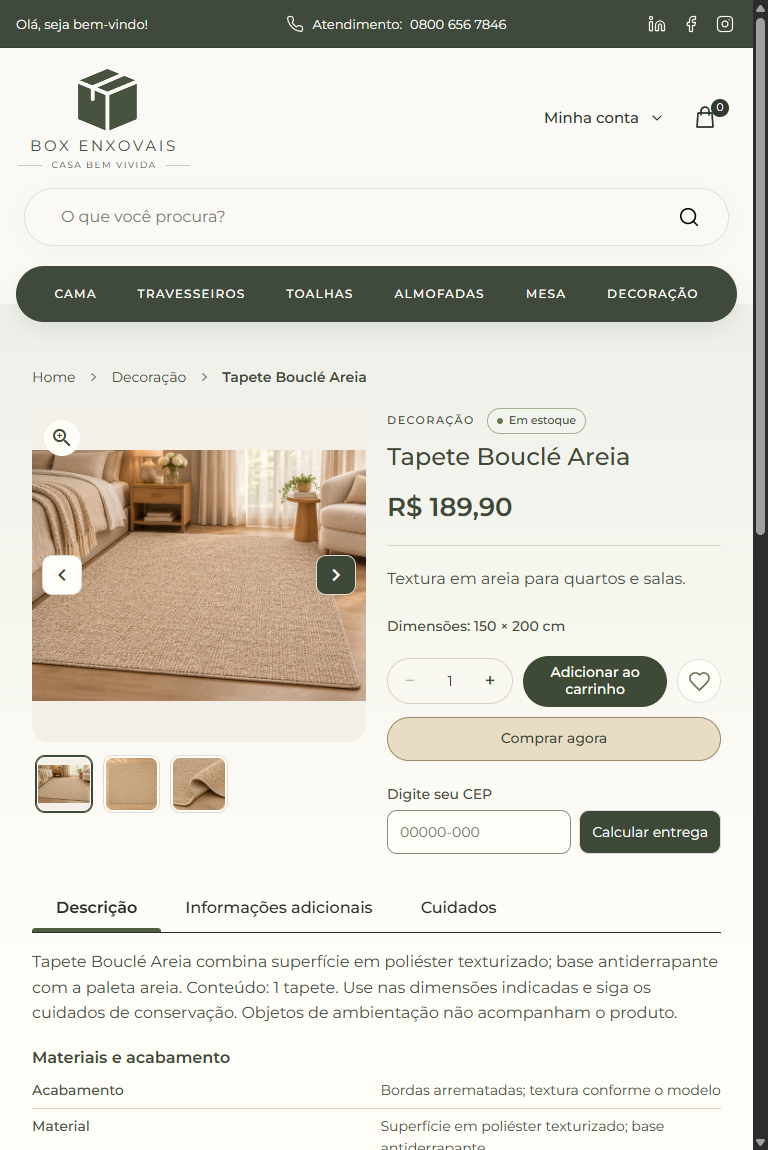 Olá, seja bem-vindo!
Atendimento: 0800 656 7846
BOX ENXOVAIS
CASA BEM VIVIDA
Minha conta
0
O que você procura?
CAMA TRAVESSEIROS TOALHAS ALMOFADAS MESA DECORAÇÃO
Home Decoração Tapete Bouclé Areia
DECORAÇÃO Em estoque
Tapete Bouclé Areia
R$ 189,90
Textura em areia para quartos e salas.
Dimensões: 150 × 200 cm
− 1 +
Adicionar ao
carrinho
Comprar agora
Digite seu CEP
00000-000
Calcular entrega
Descrição Informações adicionais Cuidados
Tapete Bouclé Areia combina superfície em poliéster texturizado; base antiderrapante
com a paleta areia. Conteúdo: 1 tapete. Use nas dimensões indicadas e siga os
cuidados de conservação. Objetos de ambientação não acompanham o produto.
Materiais e acabamento
Acabamento Bordas arrematadas; textura conforme o modelo
Material Superfície em poliéster texturizado; base
antiderrapante